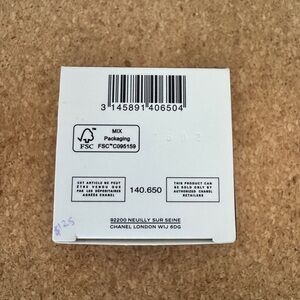 3 145891 406504
FSC
MIX
Packaging
FSC™ C095159
CET ARTICLE NE PEUT
ÊTRE VENDU QUE
PAR LES DÉPOSITAIRES
AGRÉÉS CHANEL
140.650
THIS PRODUCT CAN
BE SOLD ONLY BY
AUTHORIZED CHANEL
RETAILERS
92200 NEUILLY SUR SEINE
CHANEL LONDON W1J 6DG
$125